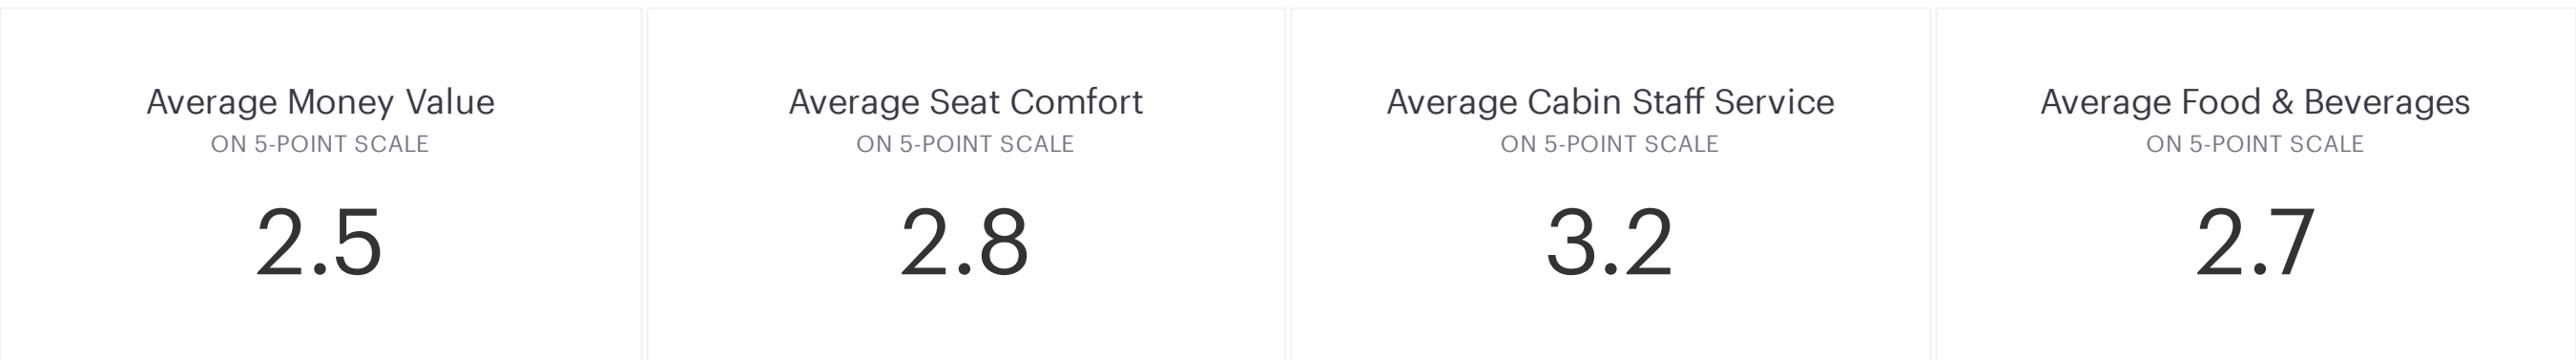 Average Money Value
ON 5-POINT SCALE
2.5
Average Seat Comfort
ON 5-POINT SCALE
2.8
Average Cabin Staff Service
ON 5-POINT SCALE
3.2
Average Food & Beverages
ON 5-POINT SCALE
2.7